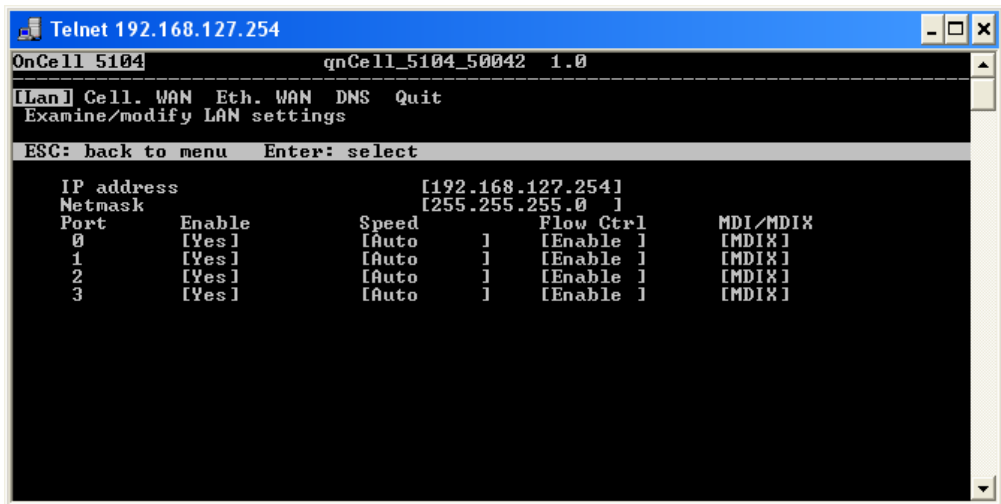 Telnet 192.168.127.254
OnCell 5104 qnCell_5104_50042 1.0
[Lan] Cell. WAN Eth. WAN DNS Quit
Examine/modify LAN settings
ESC: back to menu Enter: select
IP address [192.168.127.254]
Netmask [255.255.255.0 ]
Port Enable Speed Flow Ctrl MDI/MDIX
0 [Yes] [Auto ] [Enable ] [MDIX]
1 [Yes] [Auto ] [Enable ] [MDIX]
2 [Yes] [Auto ] [Enable ] [MDIX]
3 [Yes] [Auto ] [Enable ] [MDIX]